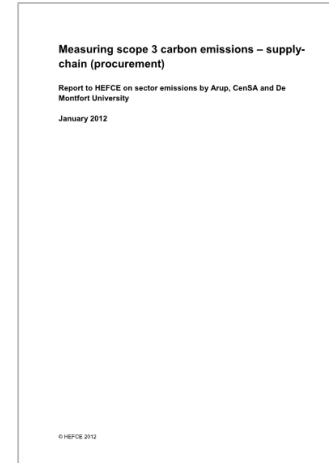 Measuring scope 3 carbon emissions – supply-
chain (procurement)
Report to HEFCE on sector emissions by Arup, CenSA and De
Montfort University
January 2012
© HEFCE 2012